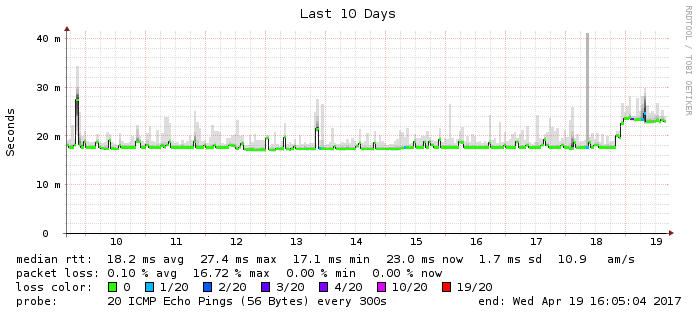 Last 10 Days
RRDTOOL / TOBI OETIKER
Seconds
40 m
30 m
20 m
10 m
0
10 11 12 13 14 15 16 17 18 19
median rtt: 18.2 ms avg 27.4 ms max 17.1 ms min 23.0 ms now 1.7 ms sd 10.9 am/s
packet loss: 0.10 % avg 16.72 % max 0.00 % min 0.00 % now
loss color: 0 1/20 2/20 3/20 4/20 10/20 19/20
probe: 20 ICMP Echo Pings (56 Bytes) every 300s end: Wed Apr 19 16:05:04 2017